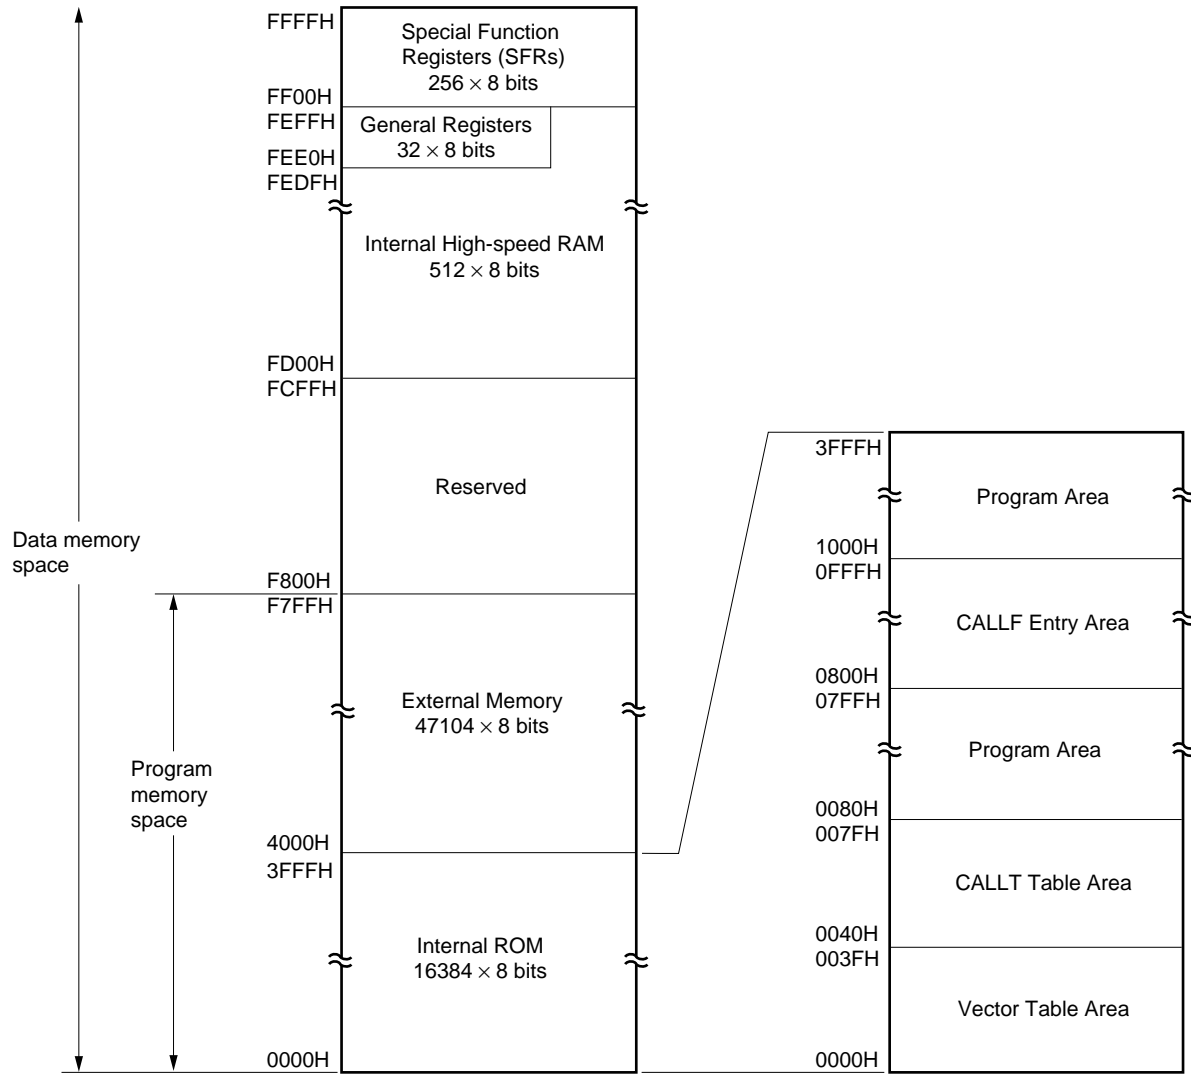 FFFFH
Special Function
Registers (SFRs)
256 × 8 bits
FF00H
FEFFH
General Registers
32 × 8 bits
FEE0H
FEDFH
Internal High-speed RAM
512 × 8 bits
FD00H
FCFFH
Reserved
Data memory
space
F800H
F7FFH
External Memory
47104 × 8 bits
Program
memory
space
4000H
3FFFH
Internal ROM
16384 × 8 bits
0000H
3FFFH
Program Area
1000H
0FFFH
CALLF Entry Area
0800H
07FFH
Program Area
0080H
007FH
CALLT Table Area
0040H
003FH
Vector Table Area
0000H